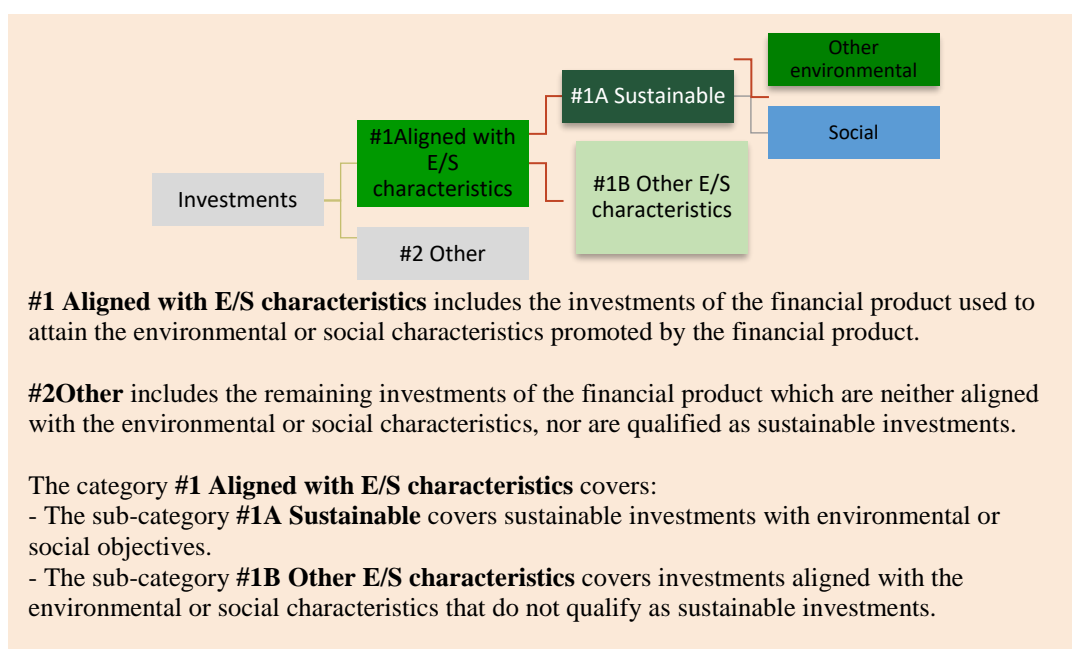 Other
environmental
#1A Sustainable
#1Aligned with
E/S
characteristics
Social
#1B Other E/S
characteristics
Investments
#2 Other
#1 Aligned with E/S characteristics includes the investments of the financial product used to
attain the environmental or social characteristics promoted by the financial product.
#2Other includes the remaining investments of the financial product which are neither aligned
with the environmental or social characteristics, nor are qualified as sustainable investments.
The category #1 Aligned with E/S characteristics covers:
- The sub-category #1A Sustainable covers sustainable investments with environmental or
social objectives.
- The sub-category #1B Other E/S characteristics covers investments aligned with the
environmental or social characteristics that do not qualify as sustainable investments.